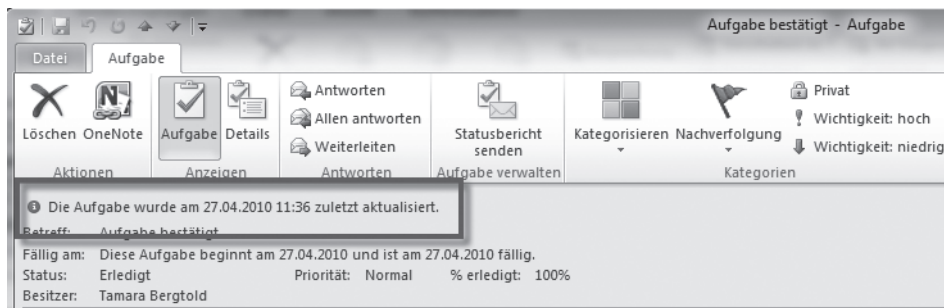 Aufgabe bestätigt - Aufgabe
Datei Aufgabe
Löschen OneNote Aufgabe Details Antworten Allen antworten Weiterleiten Statusbericht senden Kategorisieren Nachverfolgung Privat Wichtigkeit: hoch Wichtigkeit: niedrig
Aktionen Anzeigen Antworten Aufgabe verwalten Kategorien
Die Aufgabe wurde am 27.04.2010 11:36 zuletzt aktualisiert.
Betreff: Aufgabe bestätigt
Fällig am: Diese Aufgabe beginnt am 27.04.2010 und ist am 27.04.2010 fällig.
Status: Erledigt Priorität: Normal % erledigt: 100%
Besitzer: Tamara Bergtold